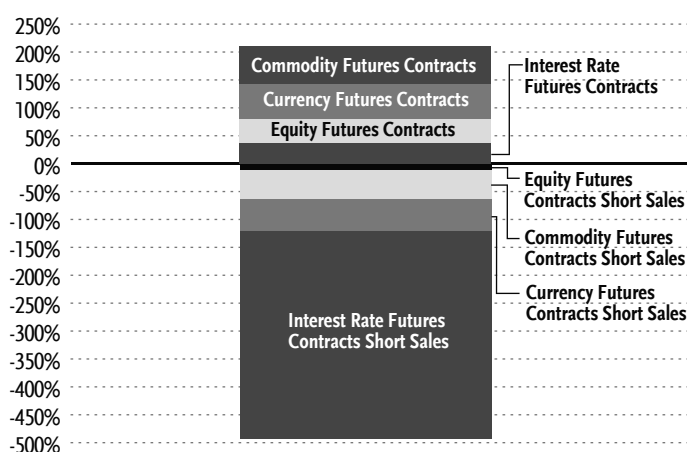 250%
200%
150%
100%
50%
0%
-50%
-100%
-150%
-200%
-250%
-300%
-350%
-400%
-450%
-500%
Commodity Futures Contracts
Currency Futures Contracts
Equity Futures Contracts
Interest Rate Futures
Contracts Short Sales
Interest Rate
Futures Contracts
Equity Futures
Contracts Short Sales
Commodity Futures
Contracts Short Sales
Currency Futures
Contracts Short Sales